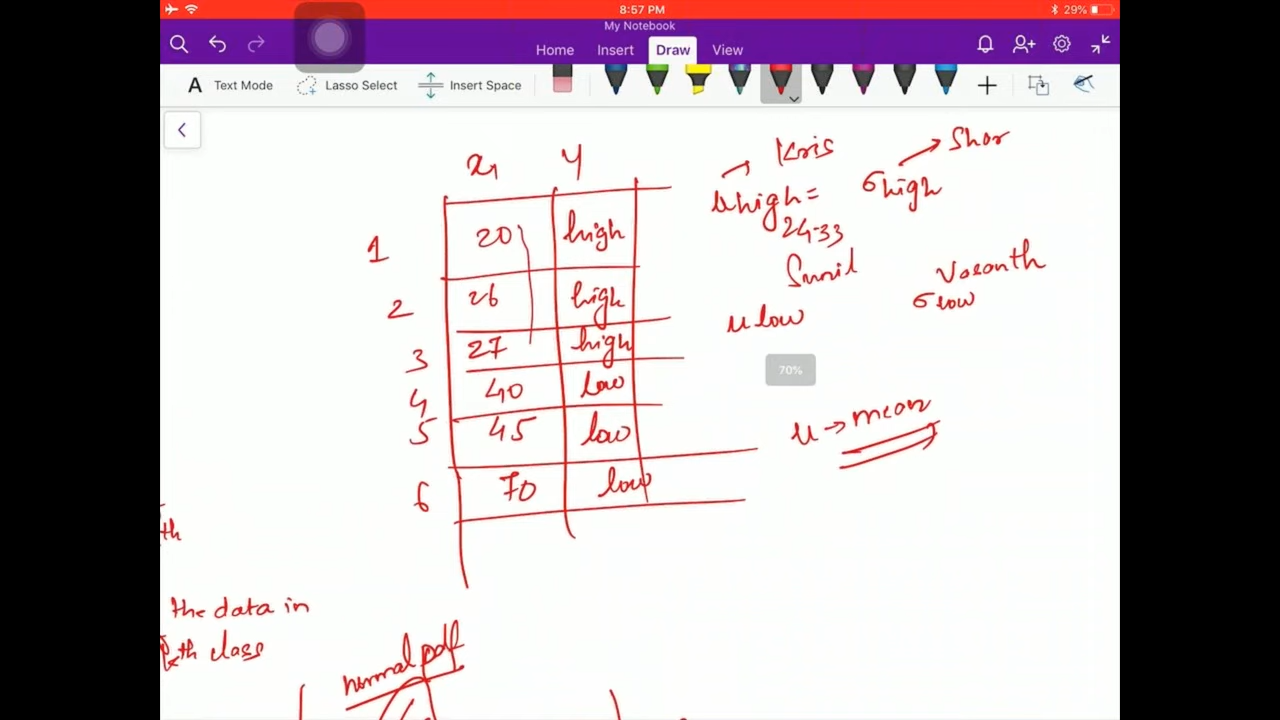 8:57 PM
29%
My Notebook
Home Insert Draw View
A Text Mode Lasso Select Insert Space
x1 y
1 20 high
2 26 high
3 27 high
4 40 low
5 45 low
6 70 low
Kris
μhigh =
24.33
Shor
σhigh
Sunil
μlow
Vasanth
σlow
70%
μ → mean
th
the data in
kth class
normal pdf